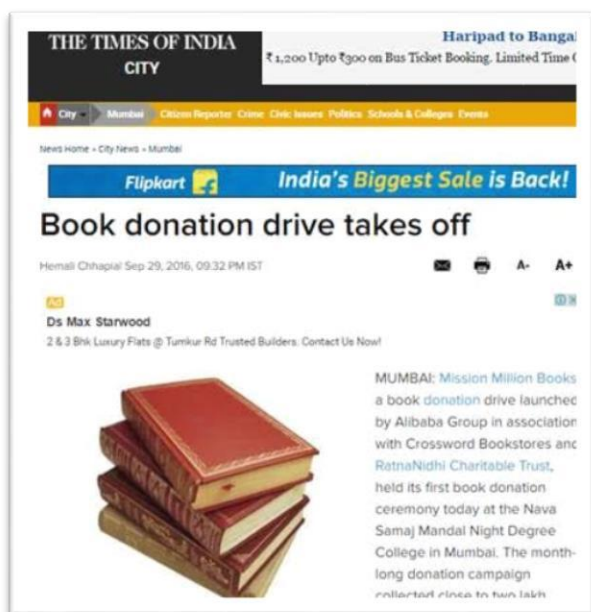 THE TIMES OF INDIA
CITY
Haripad to Bangal
₹1,200 Upto ₹300 on Bus Ticket Booking. Limited Time
City Mumbai Citizen Reporter Crime Civic Issues Politics Schools & Colleges Events
News Home » City News » Mumbai
Flipkart India's Biggest Sale is Back!
Book donation drive takes off
Hemali Chhapia| Sep 29, 2016, 09.32 PM IST
A- A+
Ad
Ds Max Starwood
2 & 3 Bhk Luxury Flats @ Tumkur Rd Trusted Builders. Contact Us Now!
MUMBAI: Mission Million Books
a book donation drive launched
by Alibaba Group in association
with Crossword Bookstores and
RatnaNidhi Charitable Trust,
held its first book donation
ceremony today at the Nava
Samaj Mandal Night Degree
College in Mumbai. The month-
long donation campaign
collected close to two lakh